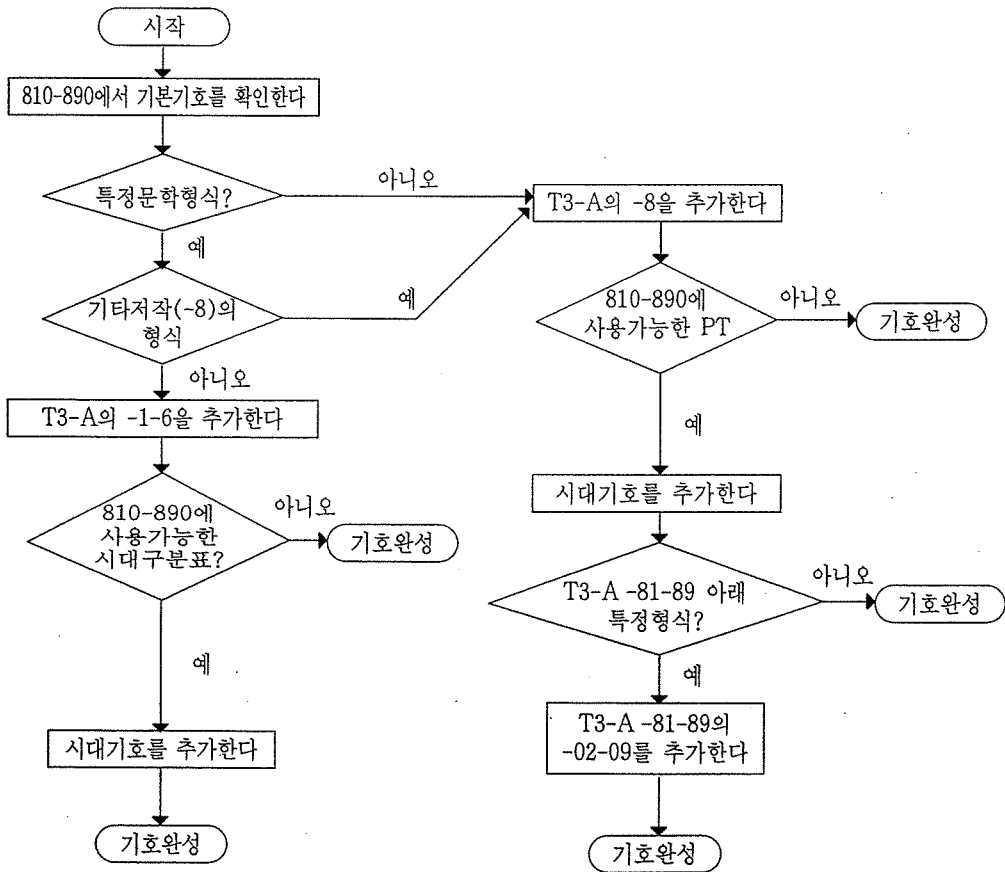 시작
810-890에서 기본기호를 확인한다
특정문학형식?
아니오
예
기타저작(~8)의
형식
예
아니오
T3-A의 -1-6을 추가한다
810-890에
사용가능한
시대구분표?
아니오
기호완성
예
시대기호를 추가한다
기호완성
T3-A의 -8을 추가한다
810-890에
사용가능한 PT
아니오
기호완성
예
시대기호를 추가한다
T3-A -81-89 아래
특정형식?
아니오
기호완성
예
T3-A -81-89의
-02-09를 추가한다
기호완성